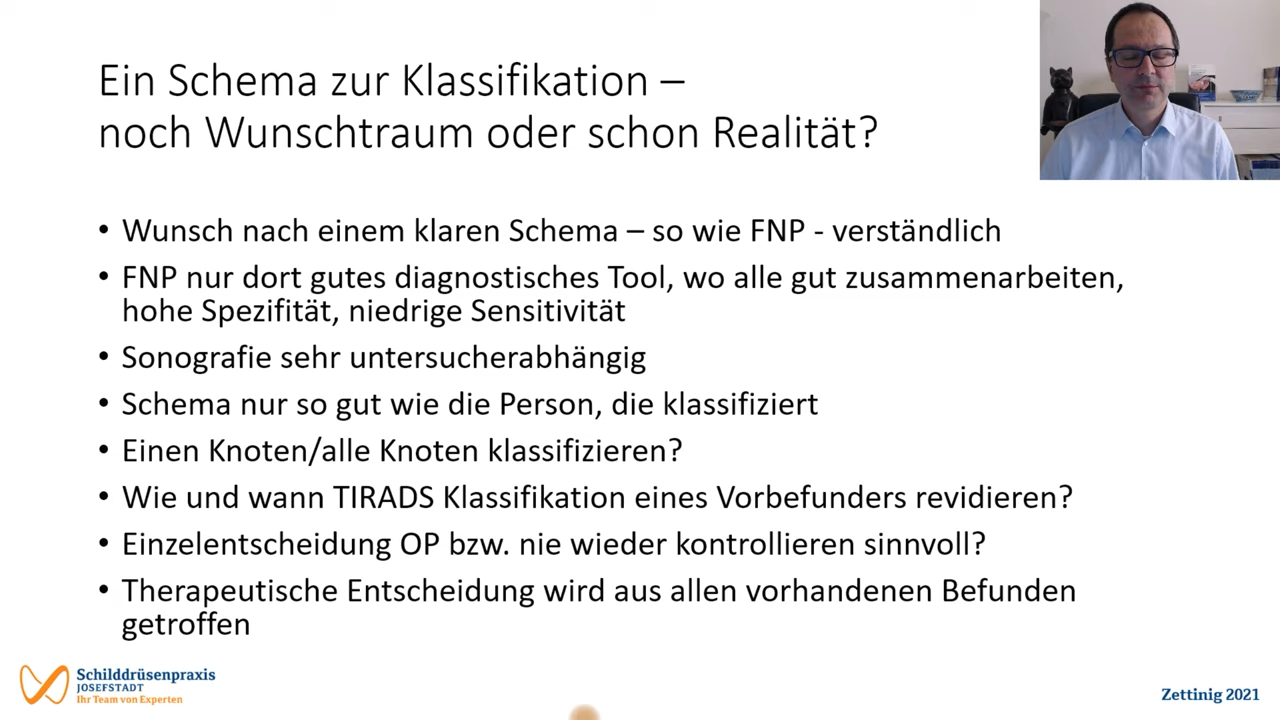 Ein Schema zur Klassifikation –
noch Wunschtraum oder schon Realität?
• Wunsch nach einem klaren Schema – so wie FNP - verständlich
• FNP nur dort gutes diagnostisches Tool, wo alle gut zusammenarbeiten,
hohe Spezifität, niedrige Sensitivität
• Sonografie sehr untersucherabhängig
• Schema nur so gut wie die Person, die klassifiziert
• Einen Knoten/alle Knoten klassifizieren?
• Wie und wann TIRADS Klassifikation eines Vorbefunders revidieren?
• Einzelentscheidung OP bzw. nie wieder kontrollieren sinnvoll?
• Therapeutische Entscheidung wird aus allen vorhandenen Befunden
getroffen
Schilddrüsenpraxis
JOSEFSTADT
Ihr Team von Experten
Zettinig 2021